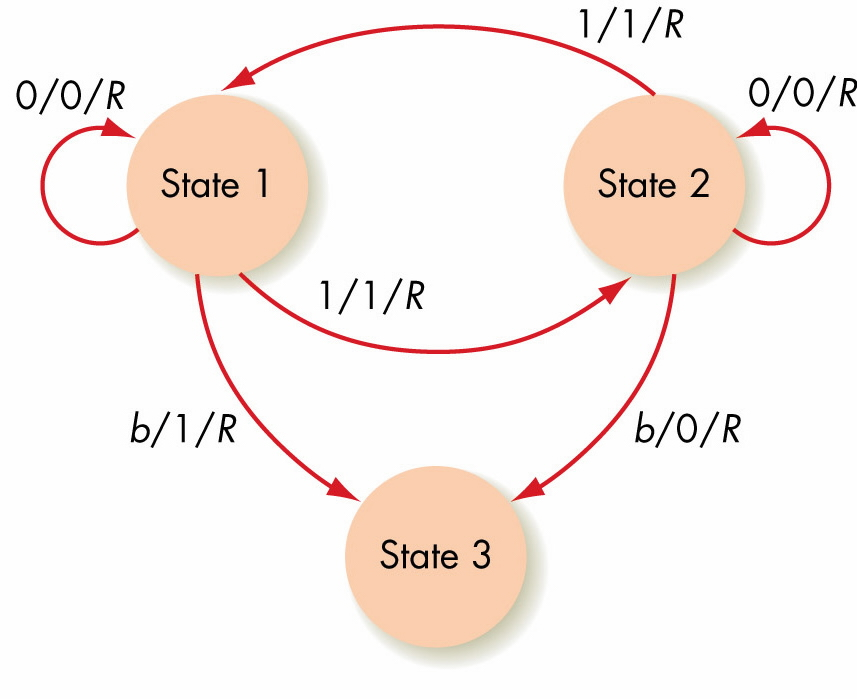 1/1/R
0/0/R
0/0/R
State 1
State 2
1/1/R
b/1/R
b/0/R
State 3